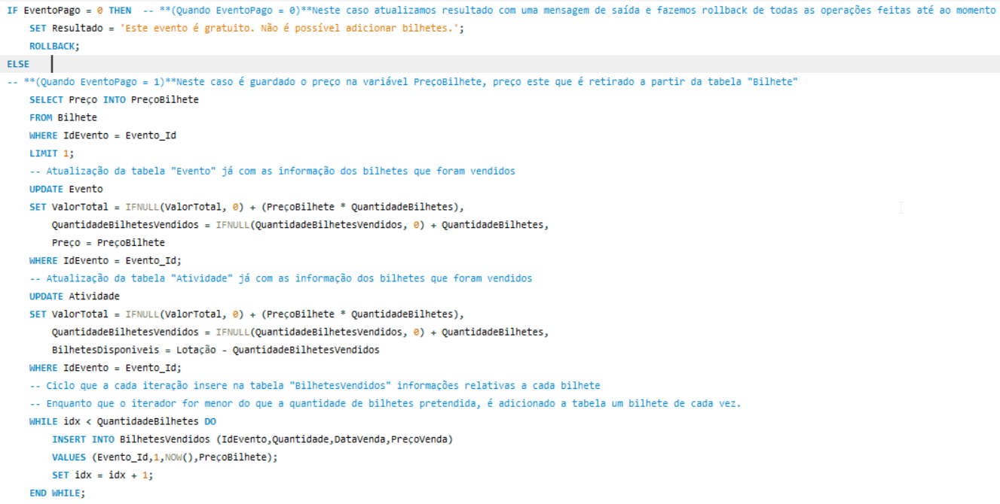 IF EventoPago = 0 THEN -- **(Quando EventoPago = 0)**Neste caso atualizamos resultado com uma mensagem de saída e fazemos rollback de todas as operações feitas até ao momento
SET Resultado = 'Este evento é gratuito. Não é possível adicionar bilhetes.';
ROLLBACK;
ELSE
-- **(Quando EventoPago = 1)**Neste caso é guardado o preço na variável PreçoBilhete, preço este que é retirado a partir da tabela "Bilhete"
SELECT Preço INTO PreçoBilhete
FROM Bilhete
WHERE IdEvento = Evento_Id
LIMIT 1;
-- Atualização da tabela "Evento" já com as informação dos bilhetes que foram vendidos
UPDATE Evento
SET ValorTotal = IFNULL(ValorTotal, 0) + (PreçoBilhete * QuantidadeBilhetes),
QuantidadeBilhetesVendidos = IFNULL(QuantidadeBilhetesVendidos, 0) + QuantidadeBilhetes,
Preço = PreçoBilhete
WHERE IdEvento = Evento_Id;
-- Atualização da tabela "Atividade" já com as informação dos bilhetes que foram vendidos
UPDATE Atividade
SET ValorTotal = IFNULL(ValorTotal, 0) + (PreçoBilhete * QuantidadeBilhetes),
QuantidadeBilhetesVendidos = IFNULL(QuantidadeBilhetesVendidos, 0) + QuantidadeBilhetes,
BilhetesDisponiveis = Lotação - QuantidadeBilhetesVendidos
WHERE IdEvento = Evento_Id;
-- Ciclo que a cada iteração insere na tabela "BilhetesVendidos" informações relativas a cada bilhete
-- Enquanto que o iterador for menor do que a quantidade de bilhetes pretendida, é adicionado a tabela um bilhete de cada vez.
WHILE idx < QuantidadeBilhetes DO
INSERT INTO BilhetesVendidos (IdEvento,Quantidade,DataVenda,PreçoVenda)
VALUES (Evento_Id,1,NOW(),PreçoBilhete);
SET idx = idx + 1;
END WHILE;